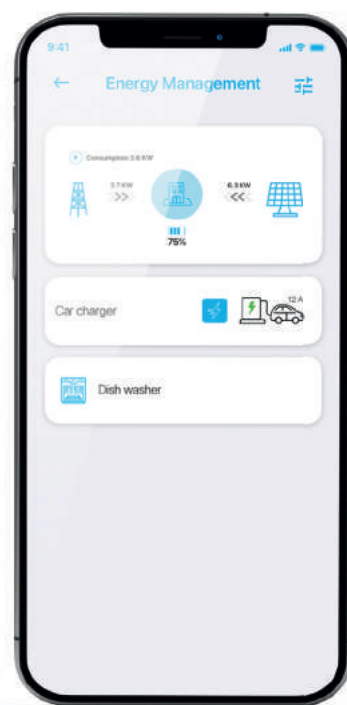 9:41
Energy Management
Consumption 3.6 KW
3.7 KW
6.3 KW
75%
Car charger
12 A
Dish washer